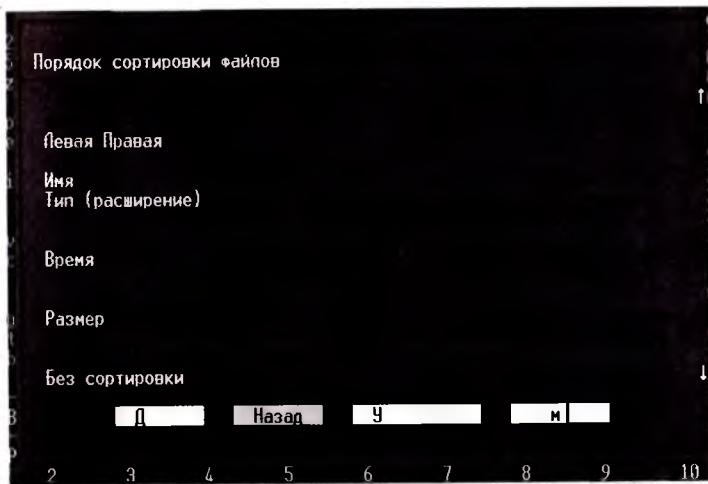 Порядок сортировки файлов
↑
Левая Правая
Имя
Тип (расширение)
Время
Размер
Без сортировки
↓
Д Назад У м
2 3 4 5 6 7 8 9 10